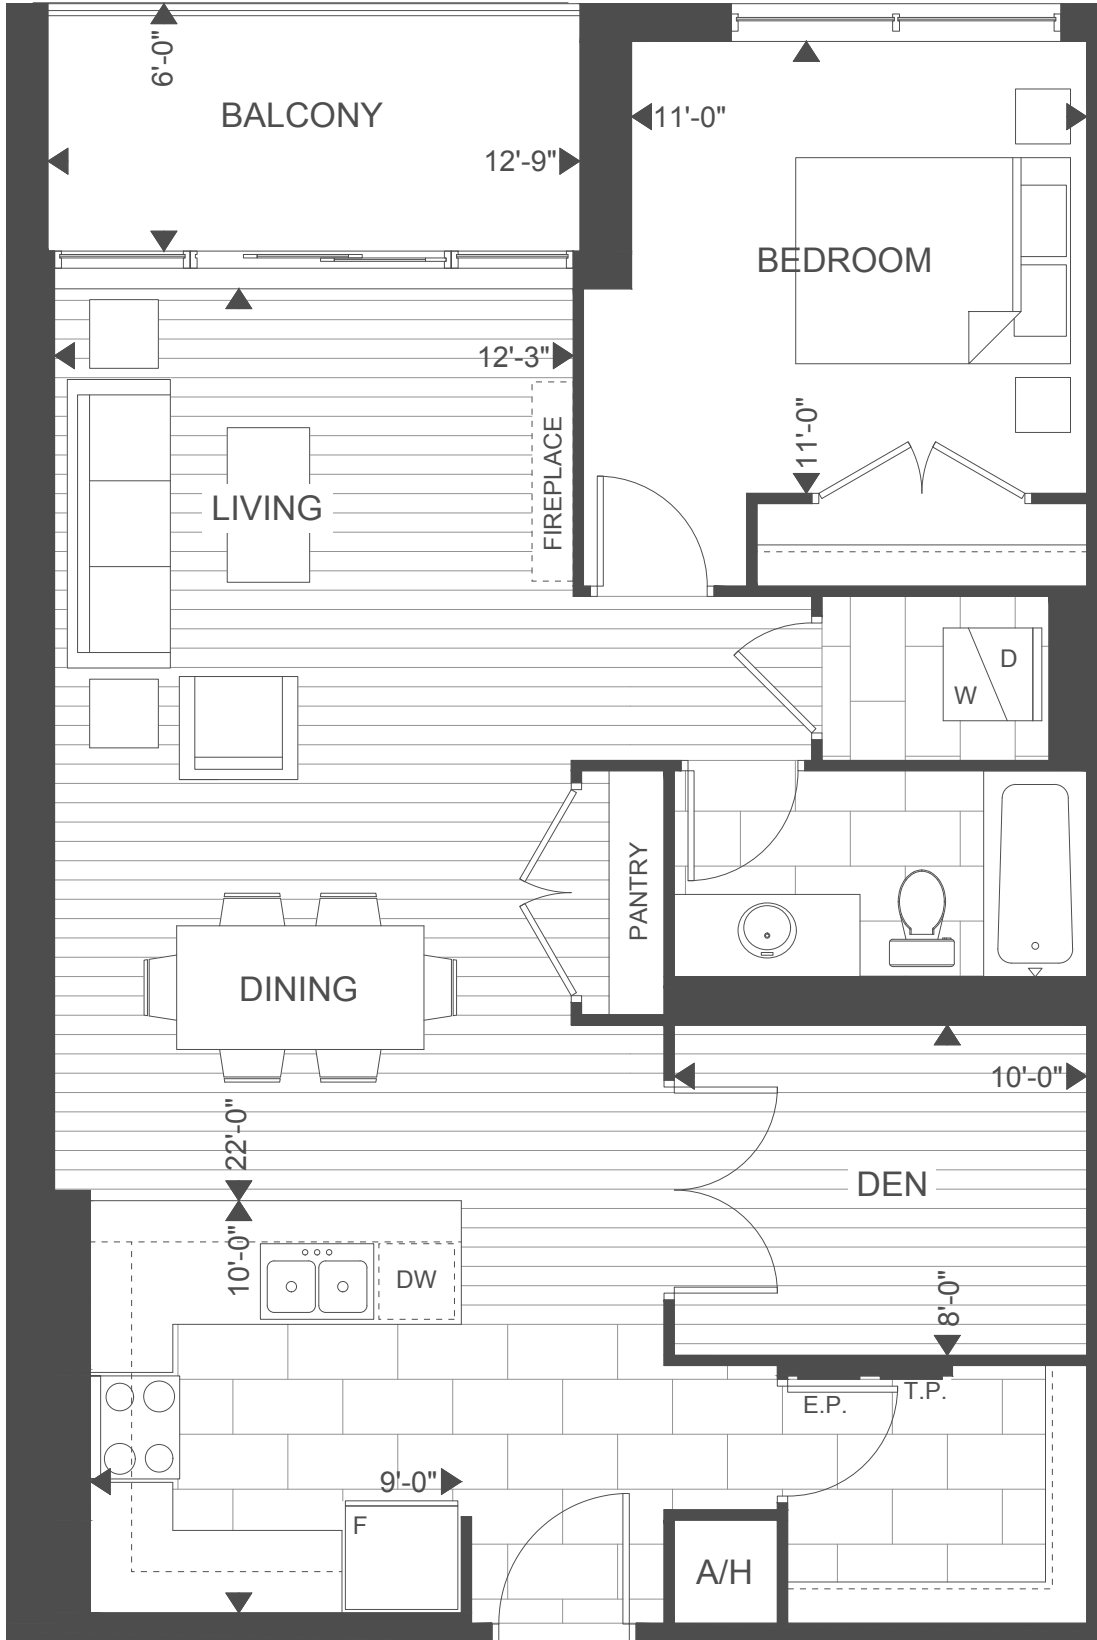 6'-0"
BALCONY
12'-9"
11'-0"
BEDROOM
11'-0"
12'-3"
FIREPLACE
LIVING
D
W
PANTRY
DINING
22'-0"
10'-0"
DEN
8'-0"
10'-0"
DW
E.P.
T.P.
9'-0"
F
A/H